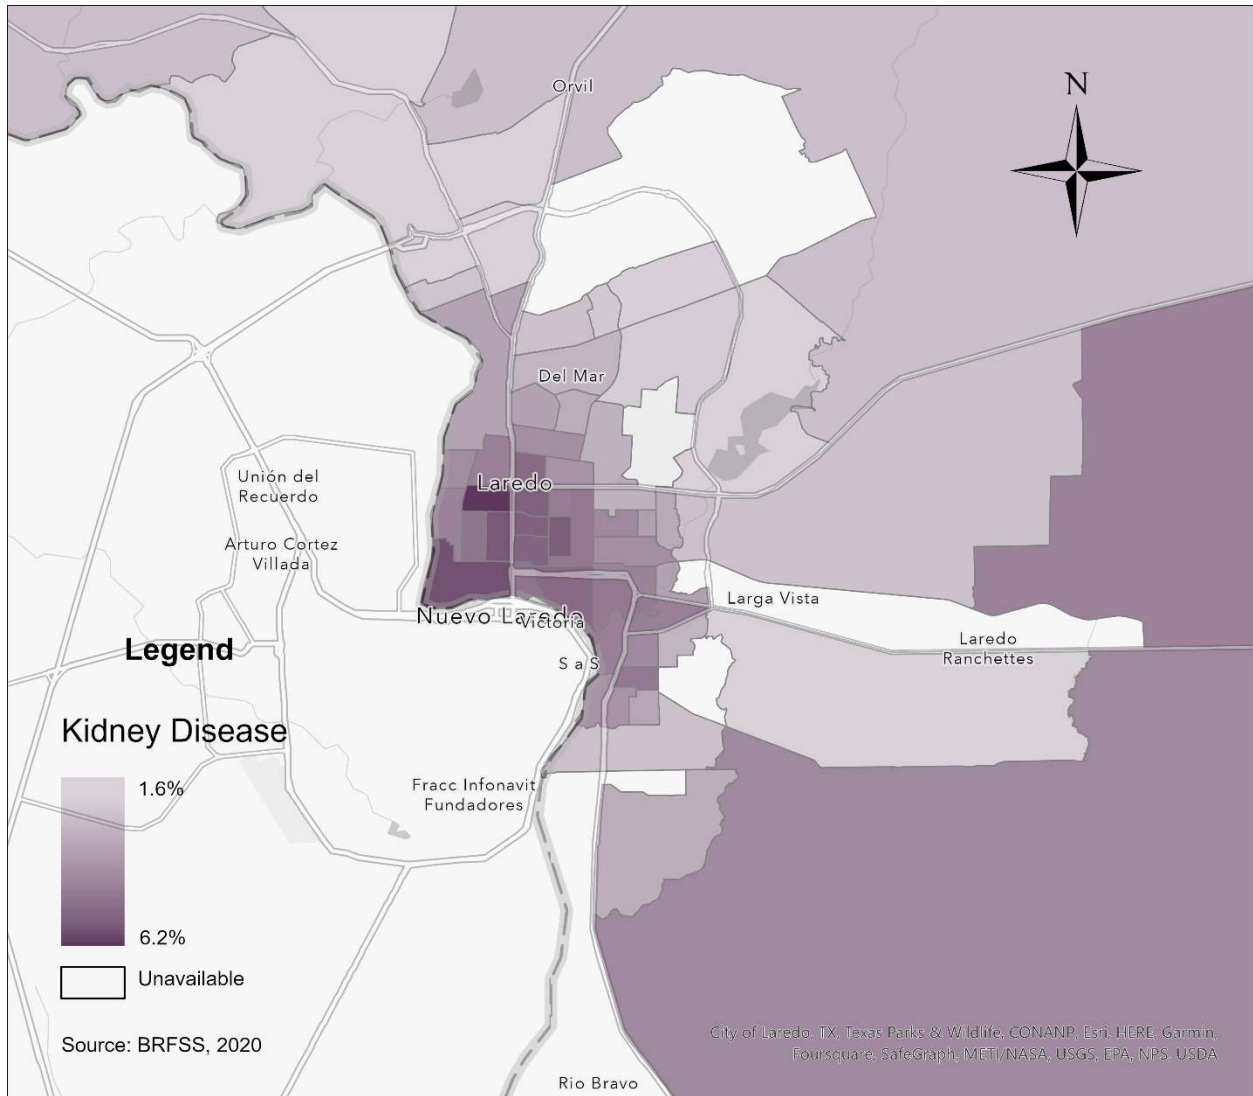 Orvil
N
Del Mar
Laredo
Unión del
Recuerdo
Arturo Cortez
Villada
Nuevo Laredo
Victoria
Larga Vista
Laredo
Ranchettes
S a S
Legend
Kidney Disease
1.6%
6.2%
Unavailable
Source: BRFSS, 2020
Fracc Infonavit
Fundadores
Rio Bravo
City of Laredo, TX, Texas Parks & Wildlife, CONANP, Esri, HERE, Garmin,
Foursquare, SafeGraph, METI/NASA, USGS, EPA, NPS, USDA